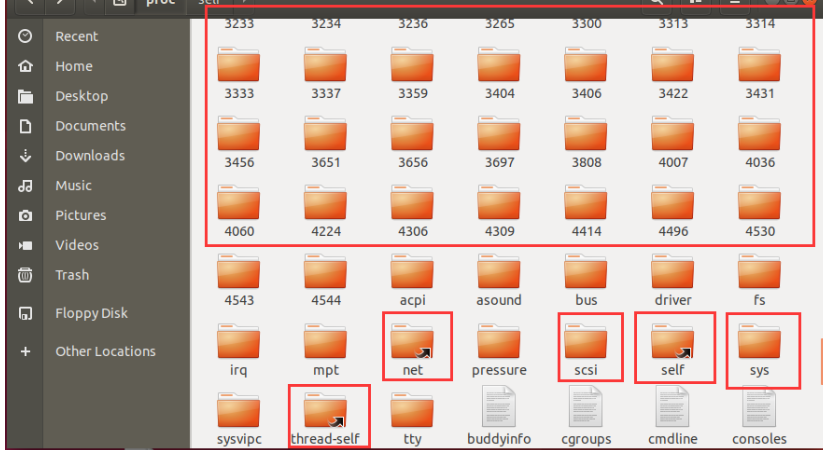 proc self
3233 3234 3236 3265 3300 3313 3314
Recent
Home
3333 3337 3359 3404 3406 3422 3431
Desktop
Documents
Downloads
3456 3651 3656 3697 3808 4007 4036
Music
Pictures
4060 4224 4306 4309 4414 4496 4530
Videos
Trash
4543 4544 acpi asound bus driver fs
Floppy Disk
Other Locations
irq mpt net pressure scsi self sys
sysvipc thread-self tty buddyinfo cgroups cmdline consoles